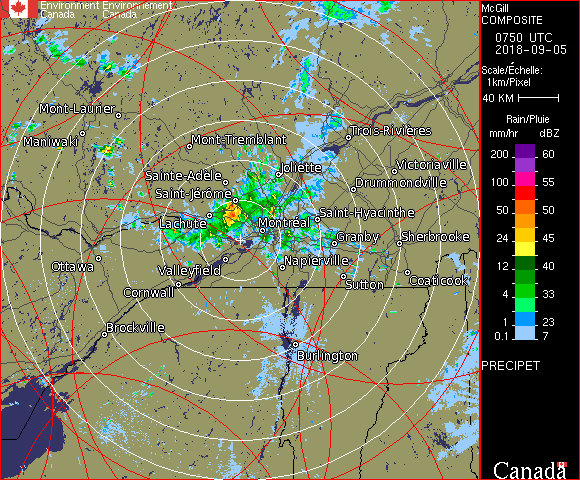 Environment Environnement
Canada Canada
McGill
COMPOSITE
0750 UTC
2018-09-05
Scale/Échelle:
1km/Pixel
40 KM
Rain/Pluie
mm/hr dBZ
200 60
100 55
50 50
24 45
12 40
4 33
1 23
0.1 7
PRECIPET
Canada
Mont-Laurier
Maniwaki
Mont-Tremblant
Trois-Rivières
Joliette
Victoriaville
Sainte-Adèle
Drummondville
Saint-Jérôme
Saint-Hyacinthe
Lachute
Montréal
Granby
Sherbrooke
Ottawa
Valleyfield
Napierville
Sutton
Coaticook
Cornwall
Brockville
Burlington